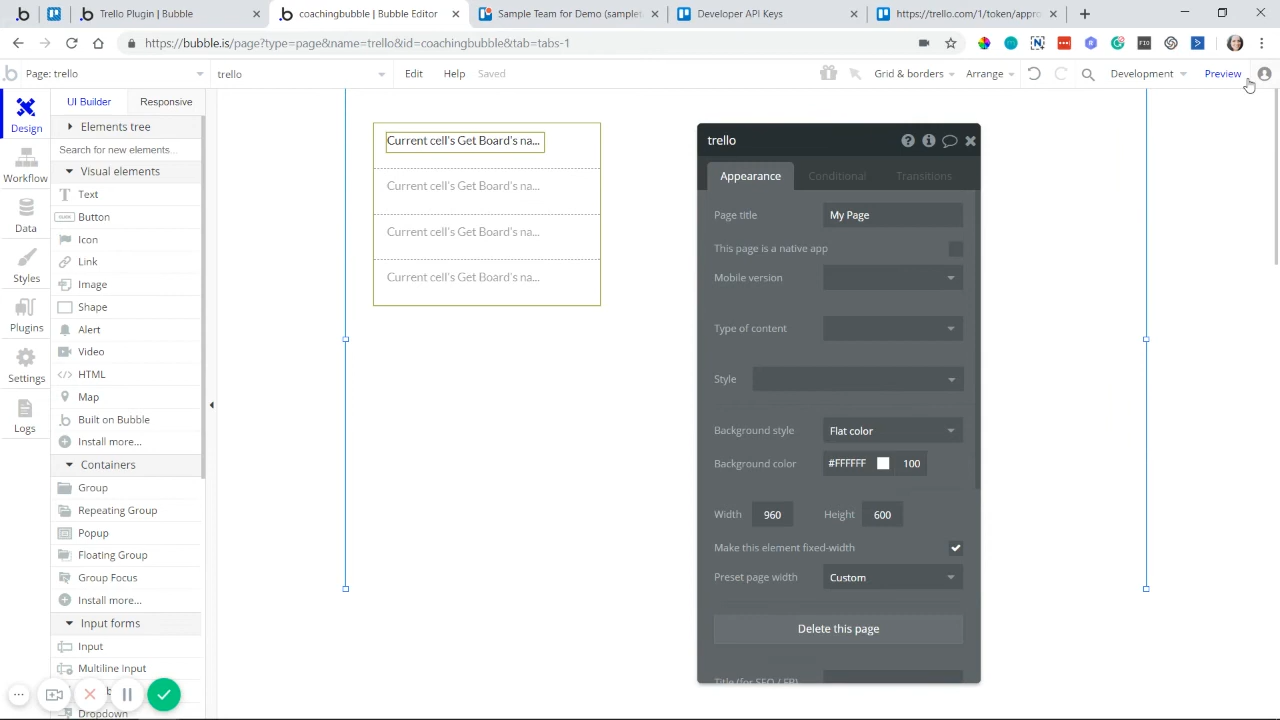 Trello Plugin | Bubble
coachingbubble | Bubble Editor
Sample Team for Demo (samplet
Developer API Keys
https://trello.com/1/token/appro
https://bubble.is/page?type=page&name=trello&id=coachingbubble&tab=tabs-1
Page: trello
trello
Edit
Help
Saved
Grid & borders
Arrange
Development
Preview
Design
Workflow
Data
Styles
Plugins
Settings
Logs
UI Builder
Responsive
Elements tree
Search for new elements...
Visual elements
Text
CLICK
Button
Icon
Link
Image
Shape
Alert
Video
HTML
Map
Built on Bubble
Install more...
Containers
Group
Repeating Group
Popup
Floating Group
Group Focus
Install more...
Input forms
Input
Multiline Input
Dropdown
Current cell's Get Board's na...
Current cell's Get Board's na...
Current cell's Get Board's na...
Current cell's Get Board's na...
trello
Appearance
Conditional
Transitions
Page title
My Page
This page is a native app
Mobile version
Type of content
Style
Background style
Flat color
Background color
#FFFFFF
100
Width
960
Height
600
Make this element fixed-width
Preset page width
Custom
Delete this page
Title (for SEO / FB)